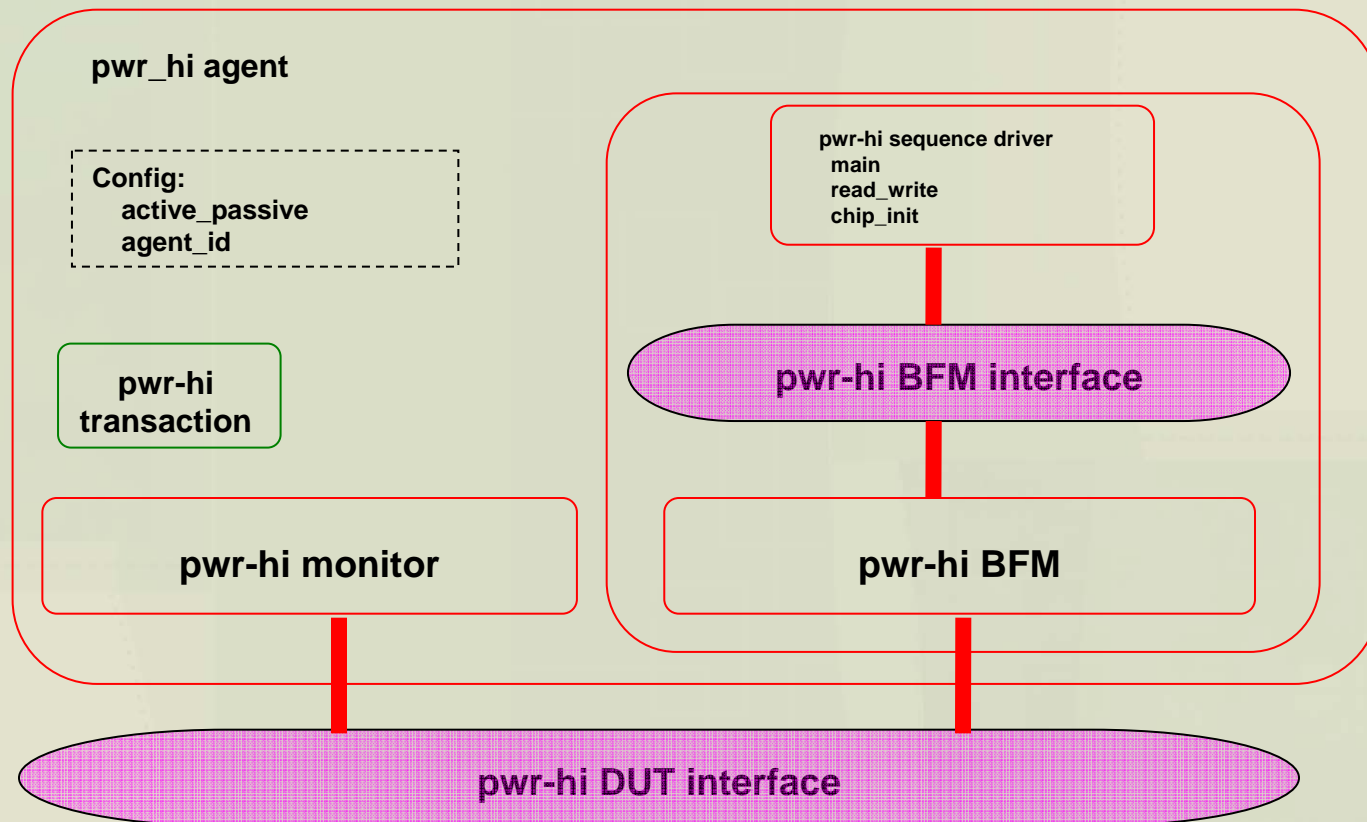 pwr_hi agent
Config:
active_passive
agent_id
pwr-hi
transaction
pwr-hi monitor
pwr-hi sequence driver
main
read_write
chip_init
pwr-hi BFM interface
pwr-hi BFM
pwr-hi DUT interface